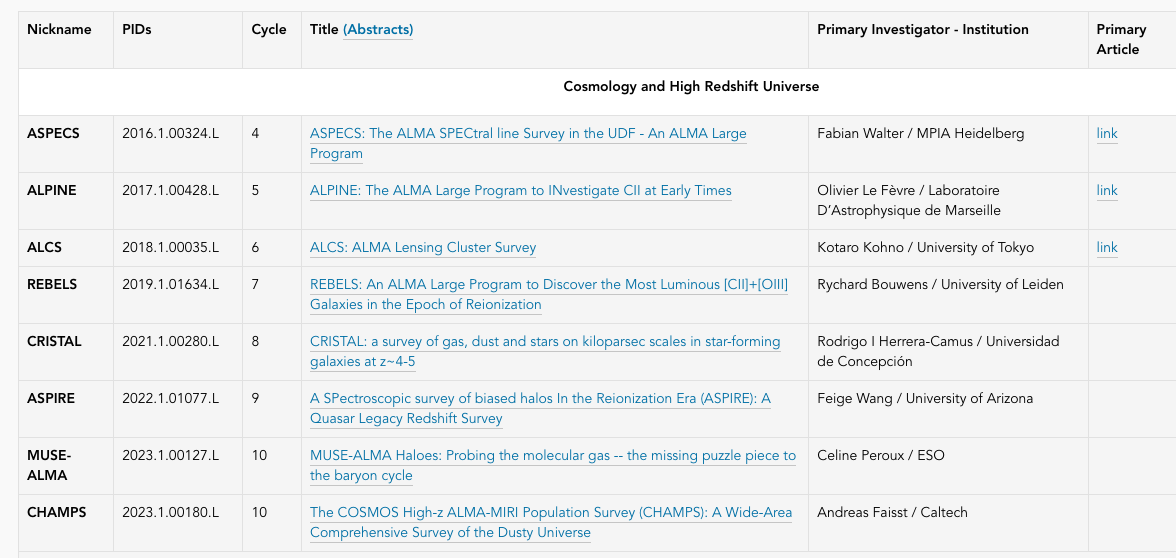 Nickname PIDs Cycle Title (Abstracts) Primary Investigator - Institution Primary
Article
Cosmology and High Redshift Universe
ASPECS 2016.1.00324.L 4 ASPECS: The ALMA SPECtral line Survey in the UDF - An ALMA Large Fabian Walter / MPIA Heidelberg link
Program
ALPINE 2017.1.00428.L 5 ALPINE: The ALMA Large Program to INvestigate CII at Early Times Olivier Le Fèvre / Laboratoire link
D’Astrophysique de Marseille
ALCS 2018.1.00035.L 6 ALCS: ALMA Lensing Cluster Survey Kotaro Kohno / University of Tokyo link
REBELS 2019.1.01634.L 7 REBELS: An ALMA Large Program to Discover the Most Luminous [CII]+[OIII] Rychard Bouwens / University of Leiden
Galaxies in the Epoch of Reionization
CRISTAL 2021.1.00280.L 8 CRISTAL: a survey of gas, dust and stars on kiloparsec scales in star-forming Rodrigo I Herrera-Camus / Universidad
galaxies at z~4-5 de Concepción
ASPIRE 2022.1.01077.L 9 A SPectroscopic survey of biased halos In the Reionization Era (ASPIRE): A Feige Wang / University of Arizona
Quasar Legacy Redshift Survey
MUSE- 2023.1.00127.L 10 MUSE-ALMA Haloes: Probing the molecular gas -- the missing puzzle piece to Celine Peroux / ESO
ALMA the baryon cycle
CHAMPS 2023.1.00180.L 10 The COSMOS High-z ALMA-MIRI Population Survey (CHAMPS): A Wide-Area Andreas Faisst / Caltech
Comprehensive Survey of the Dusty Universe